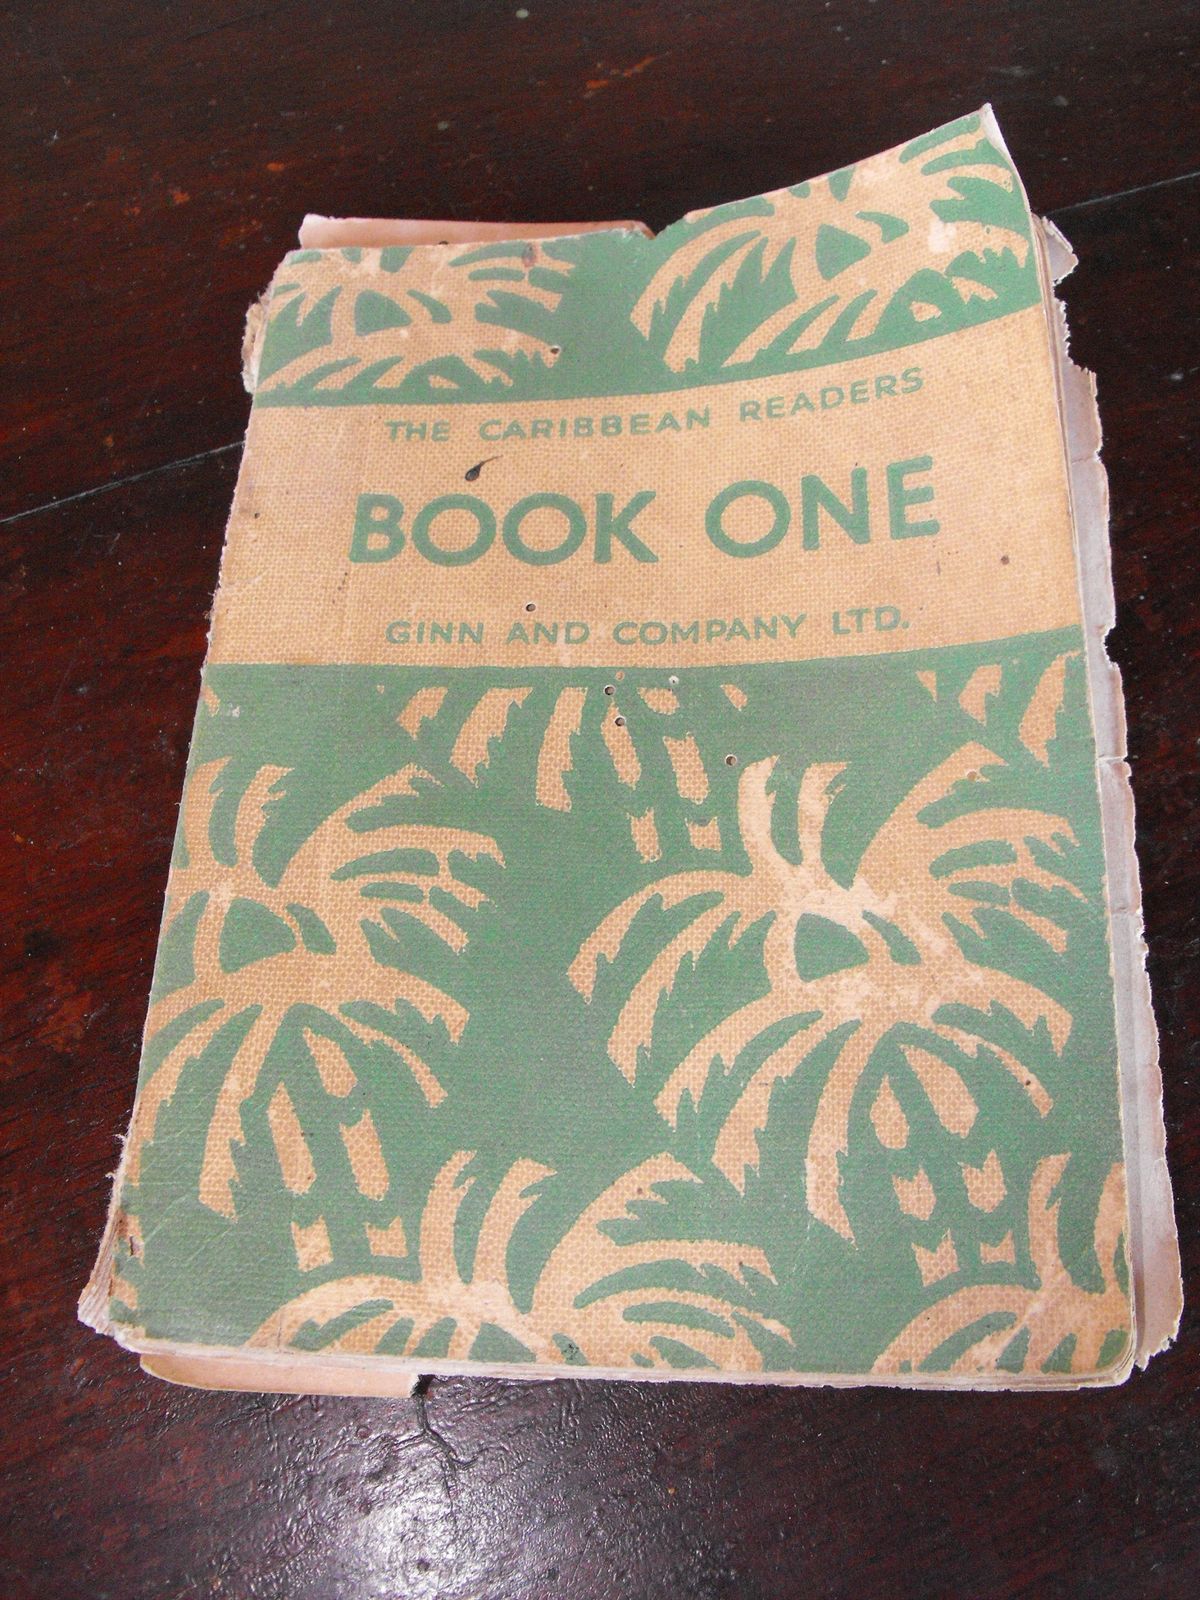 THE CARIBBEAN READERS
BOOK ONE
GINN AND COMPANY LTD.